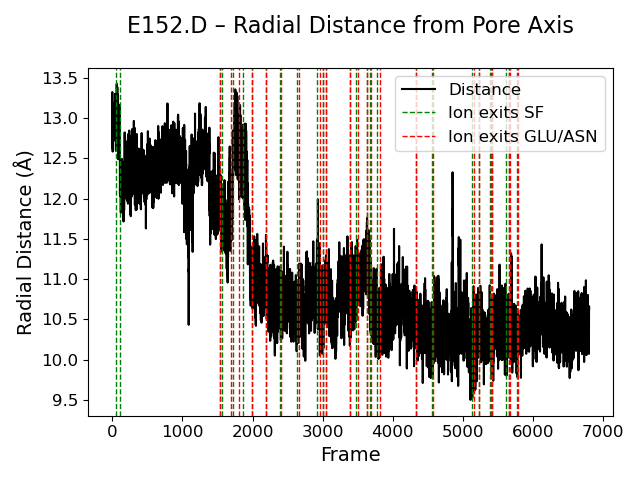 E152.D – Radial Distance from Pore Axis
Radial Distance (Å)
13.5
13.0
12.5
12.0
11.5
11.0
10.5
10.0
9.5
Distance
Ion exits SF
Ion exits GLU/ASN
0
1000
2000
3000
4000
5000
6000
7000
Frame